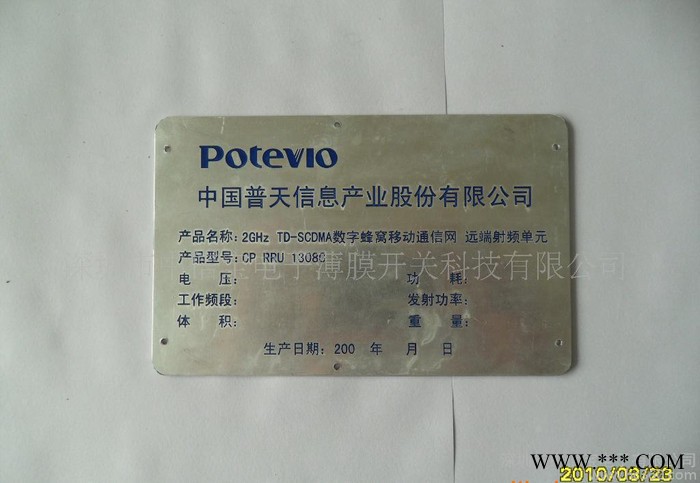 Potevio
中国普天信息产业股份有限公司
产品名称: 2GHz TD-SCDMA数字蜂窝移动通信网 远端射频单元
产品型号: CP RRU 1308C
电 压: 功 耗:
工作频段: 发射功率:
体 积: 重 量:
生产日期: 200 年 月 日
电子薄膜开关科技有限公司
WWW.***.COM
2010/03/23